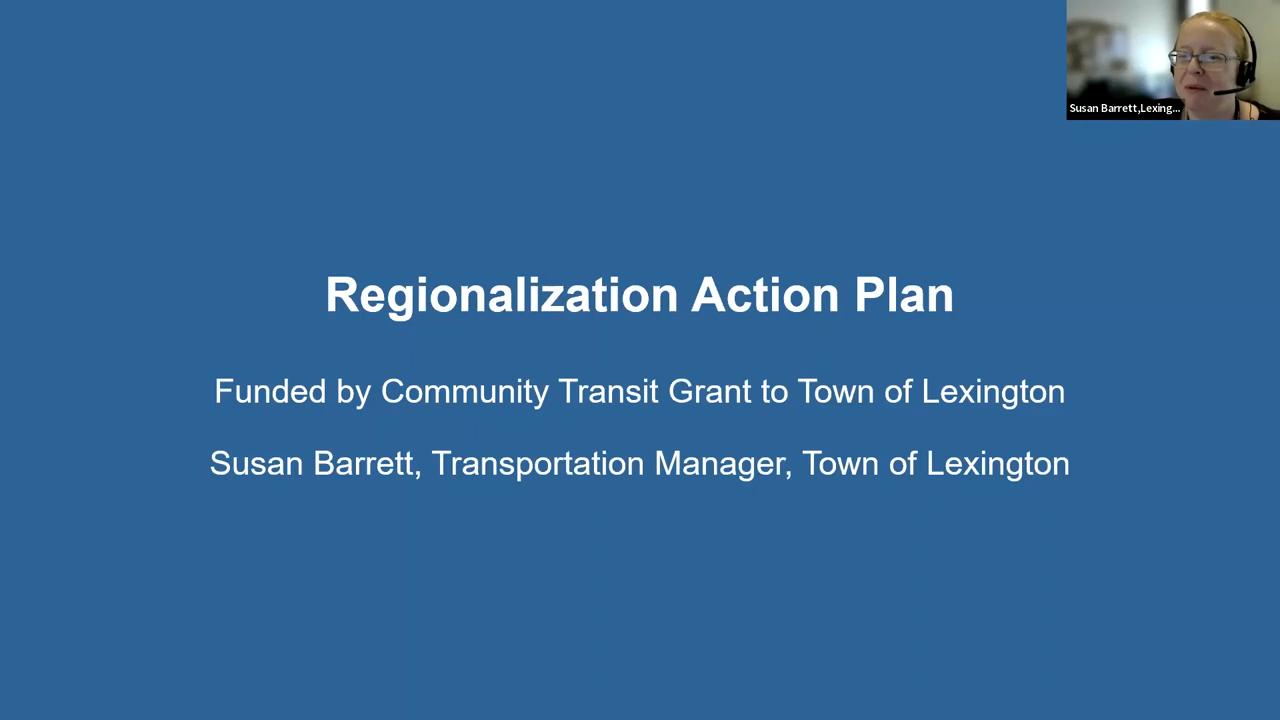 Susan Barrett,Lexing...
Regionalization Action Plan
Funded by Community Transit Grant to Town of Lexington
Susan Barrett, Transportation Manager, Town of Lexington